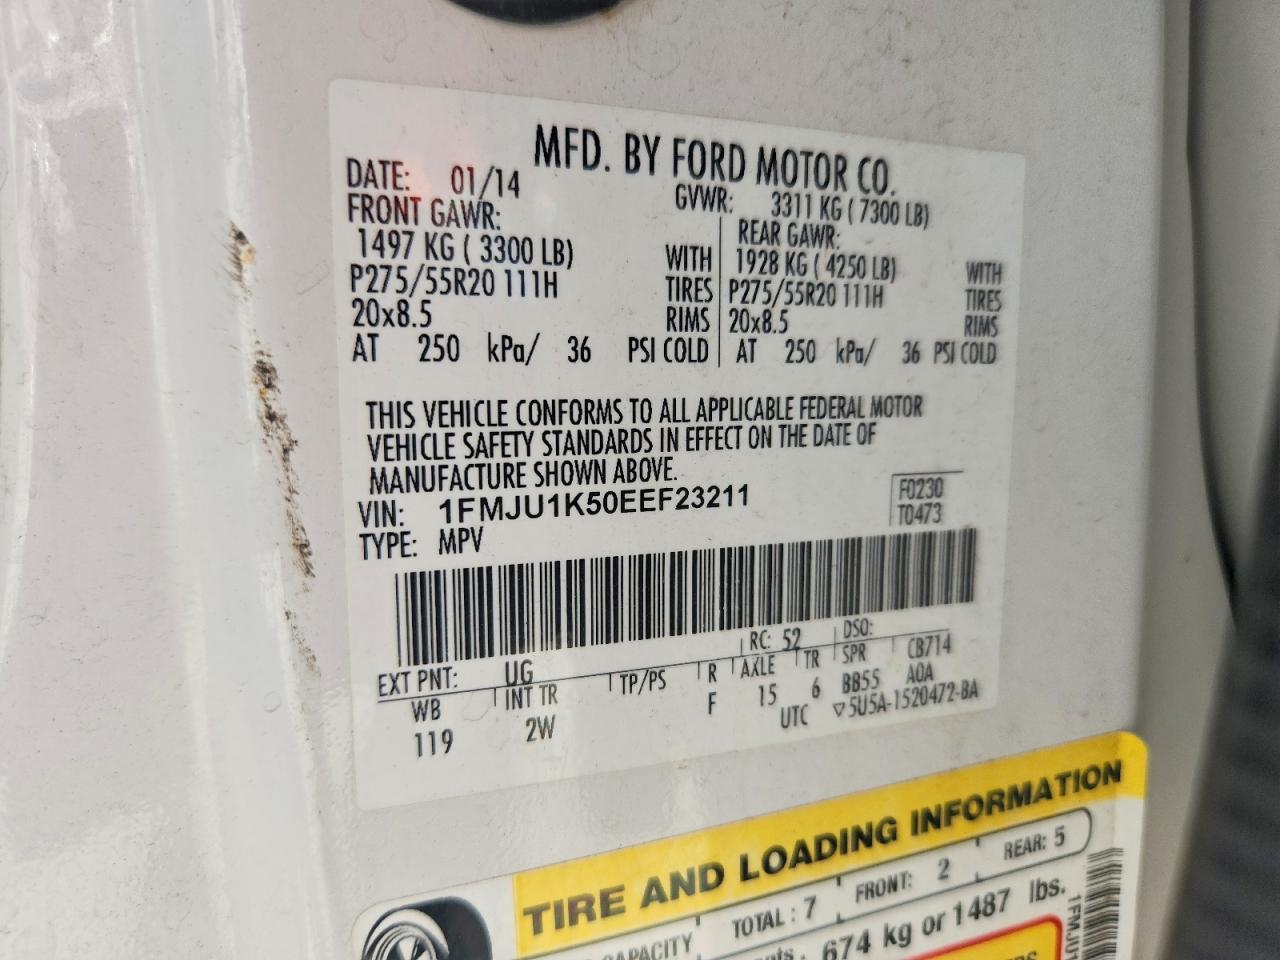 MFD. BY FORD MOTOR CO.
DATE: 01/14 GVWR: 3311 KG ( 7300 LB)
FRONT GAWR: REAR GAWR:
1497 KG ( 3300 LB) WITH 1928 KG ( 4250 LB) WITH
P275/55R20 111H TIRES P275/55R20 111H TIRES
20x8.5 RIMS 20x8.5 RIMS
AT 250 kPa/ 36 PSI COLD AT 250 kPa/ 36 PSI COLD
THIS VEHICLE CONFORMS TO ALL APPLICABLE FEDERAL MOTOR
VEHICLE SAFETY STANDARDS IN EFFECT ON THE DATE OF
MANUFACTURE SHOWN ABOVE.
VIN: 1FMJU1K50EEF23211 F0230
TYPE: MPV T0473
EXT PNT: UG RC: 52 DSO:
WB INT TR TP/PS R AXLE TR SPR CB714
119 2W F 15 6 BB55 AOA
UTC ▽5U5A-1520472-BA
TIRE AND LOADING INFORMATION
CAPACITY TOTAL : 7 FRONT: 2 REAR: 5
674 kg or 1487 lbs.
1FMJU1